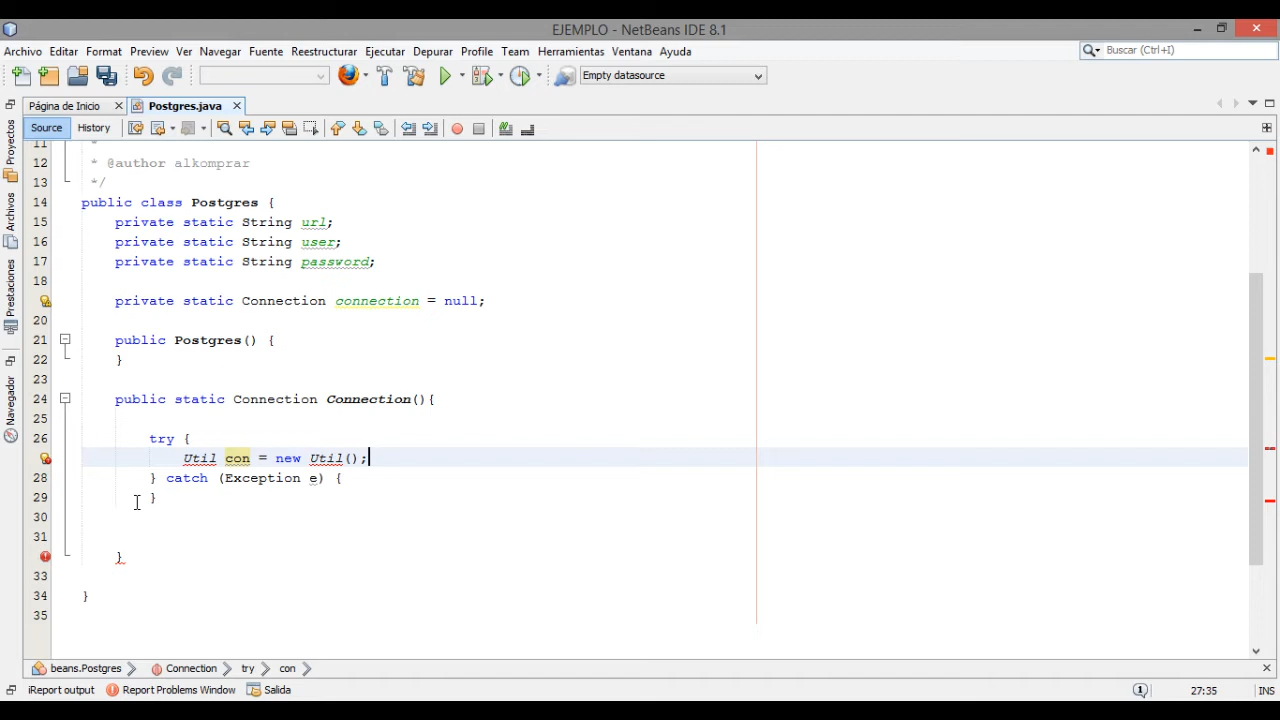 EJEMPLO - NetBeans IDE 8.1
Archivo Editar Format Preview Ver Navegar Fuente Reestructurar Ejecutar Depurar Profile Team Herramientas Ventana Ayuda
Buscar (Ctrl+I)
Empty datasource
Página de Inicio Postgres.java
Source History
Proyectos
Archivos
Prestaciones
Navegador
11 *
12 * @author alkomprar
13 */
14 public class Postgres {
15 private static String url;
16 private static String user;
17 private static String password;
18
private static Connection connection = null;
20
21 public Postgres() {
22 }
23
24 public static Connection Connection(){
25
26 try {
Util con = new Util();
28 } catch (Exception e) {
29 }
30
31
}
33
34 }
35
beans.Postgres Connection try con
iReport output Report Problems Window Salida
1 27:35 INS